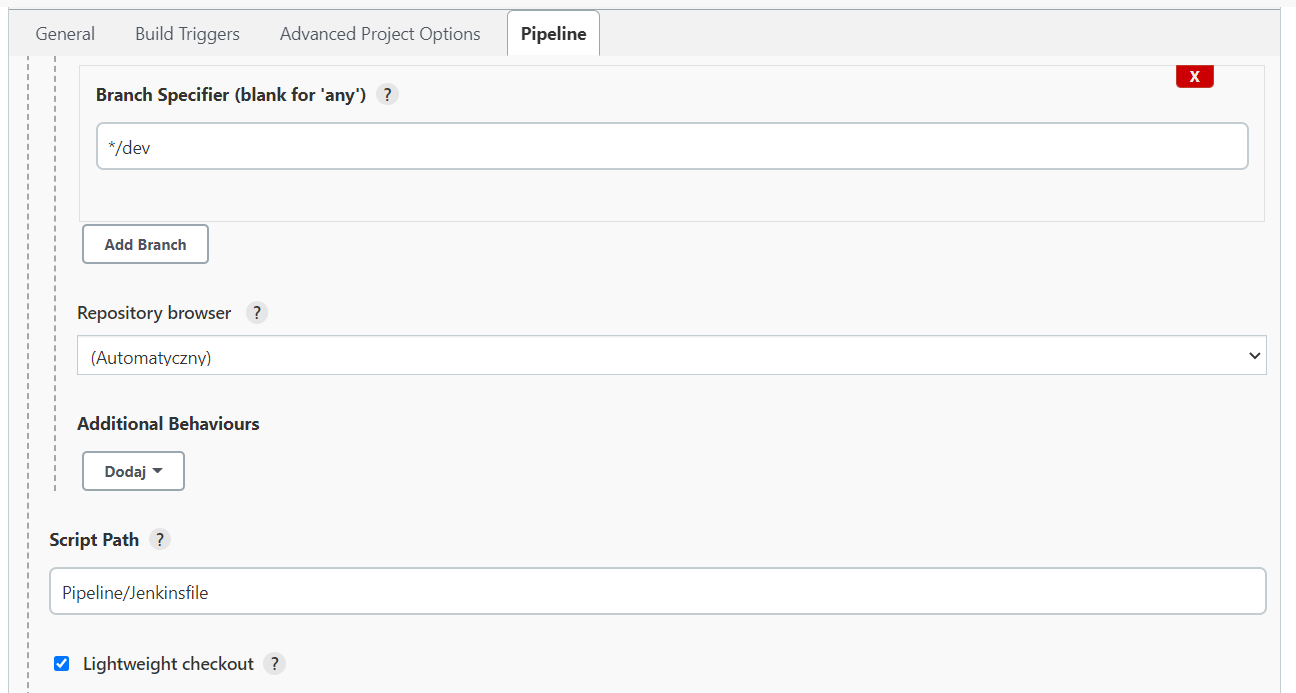 General Build Triggers Advanced Project Options Pipeline
X
Branch Specifier (blank for 'any') ?
*/dev
Add Branch
Repository browser ?
(Automatyczny)
Additional Behaviours
Dodaj
Script Path ?
Pipeline/Jenkinsfile
Lightweight checkout ?